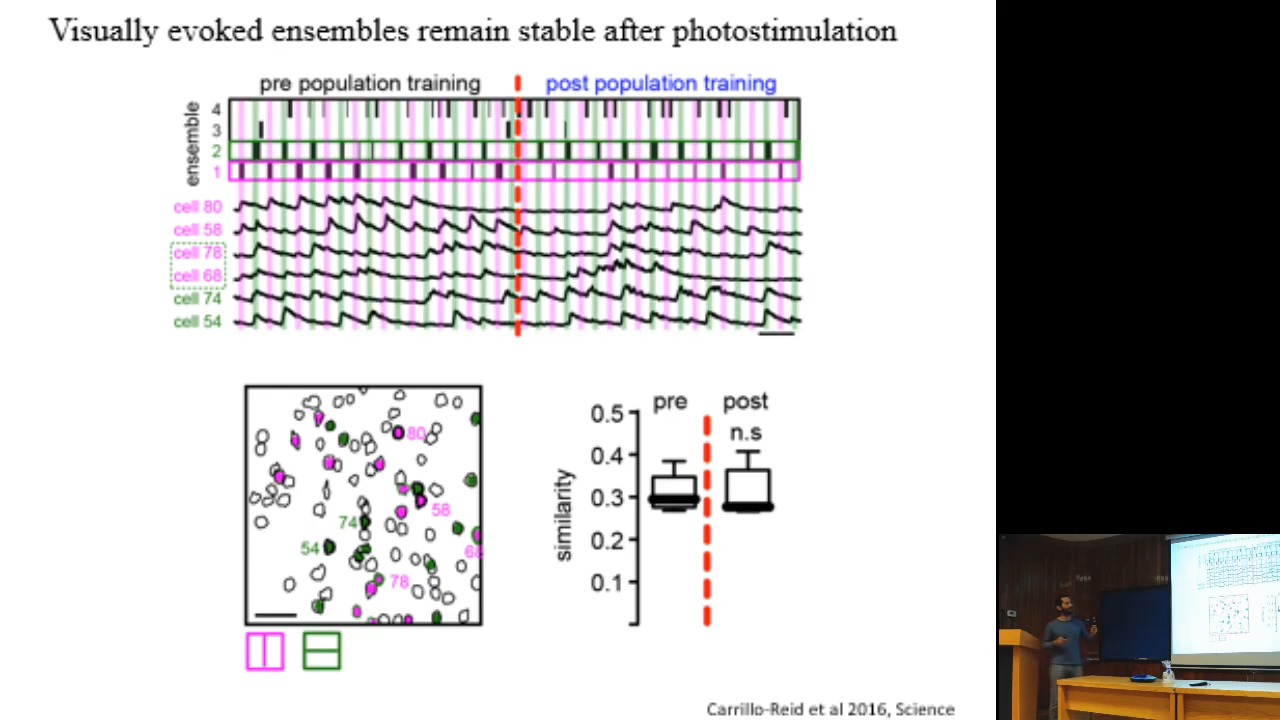 Visually evoked ensembles remain stable after photostimulation
pre population training
post population training
ensemble
4
3
2
1
cell 80
cell 58
cell 78
cell 68
cell 74
cell 54
80
58
74
54
68
78
pre
post
n.s
similarity
0.5
0.4
0.3
0.2
0.1
Carrillo-Reid et al 2016, Science